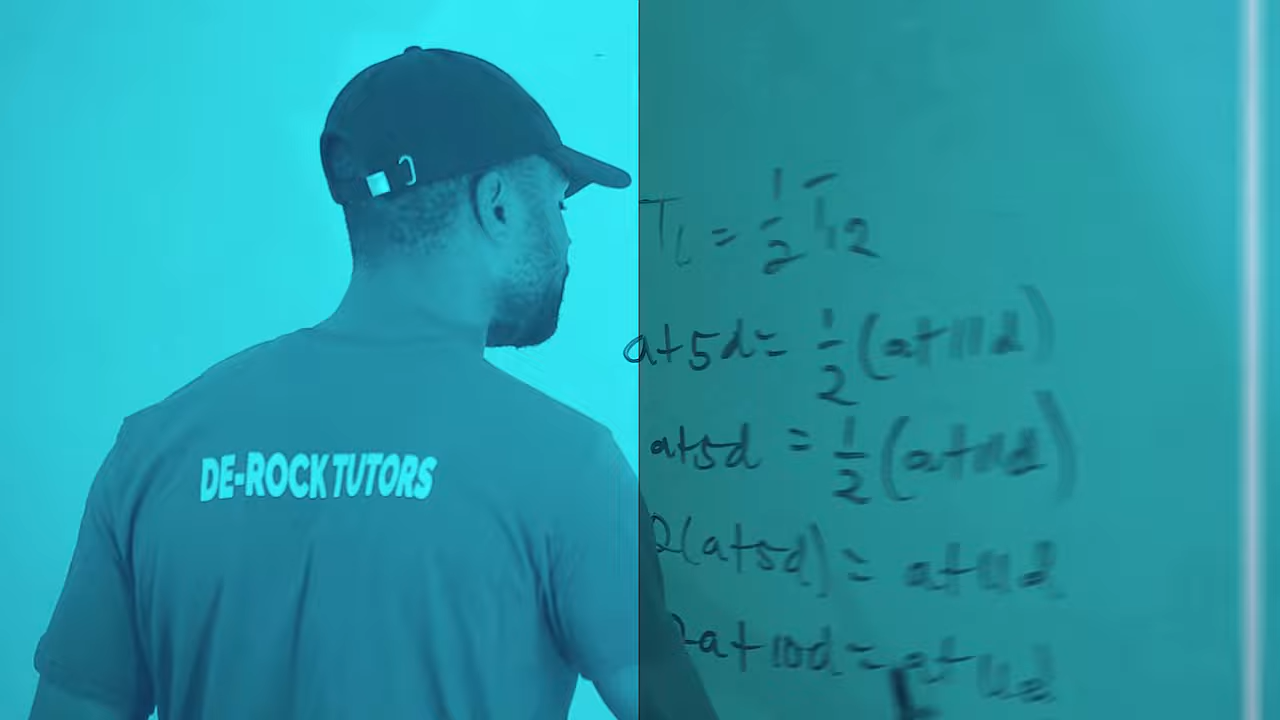 DE-ROCK TUTORS
T6 = 1/2 T12
a+5d = 1/2 (a+11d)
a+5d = 1/2 (a+11d)
2(a+5d) = a+11d
2a+10d = a+11d